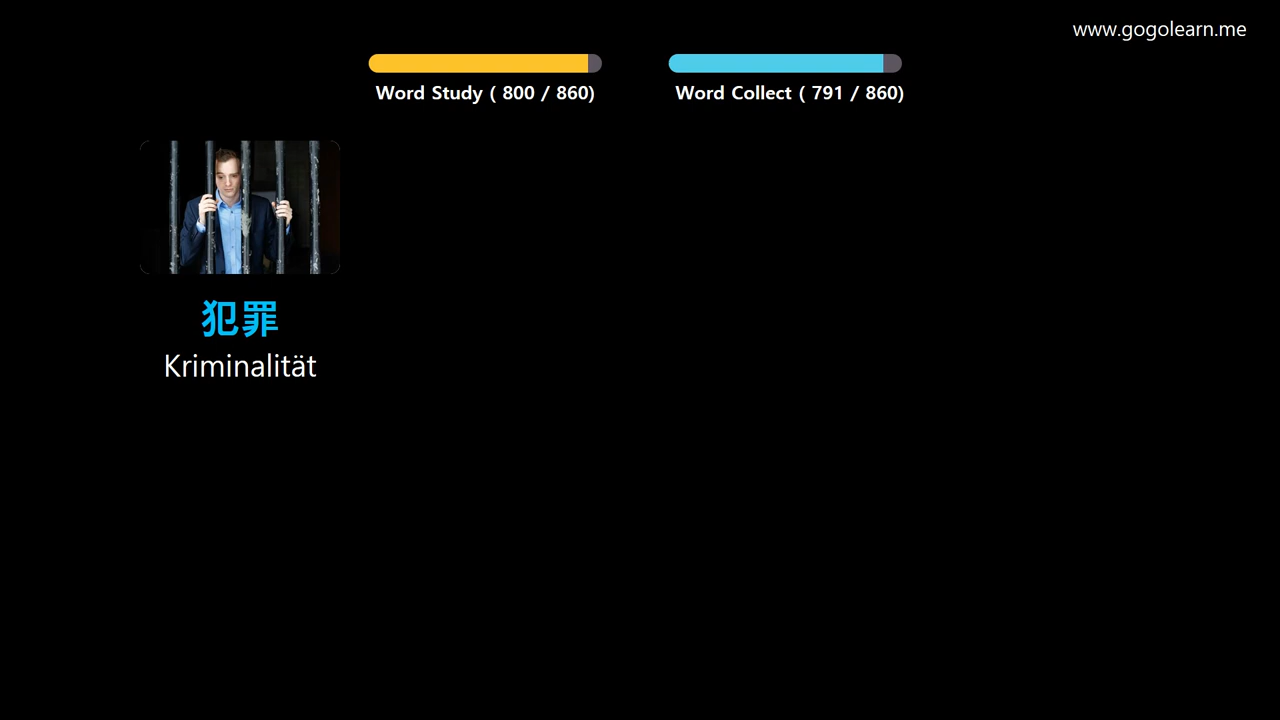 www.gogolearn.me
Word Study ( 800 / 860)
Word Collect ( 791 / 860)
犯罪
Kriminalität